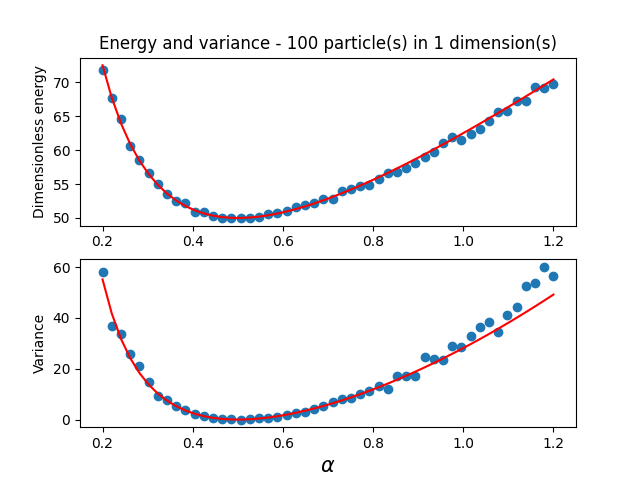 Energy and variance - 100 particle(s) in 1 dimension(s)
Dimensionless energy
70
65
60
55
50
0.2 0.4 0.6 0.8 1.0 1.2
Variance
60
40
20
0
0.2 0.4 0.6 0.8 1.0 1.2
α